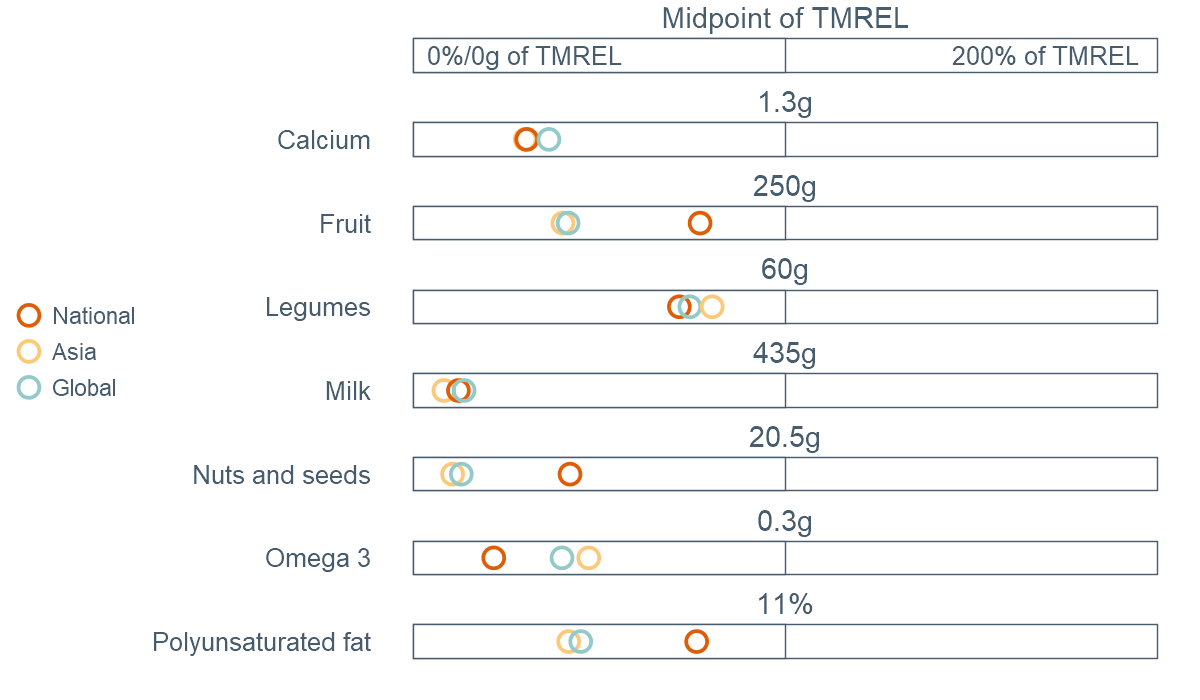 Midpoint of TMREL
0%/0g of TMREL 200% of TMREL
1.3g
Calcium
250g
Fruit
60g
Legumes
435g
Milk
20.5g
Nuts and seeds
0.3g
Omega 3
11%
Polyunsaturated fat
National
Asia
Global